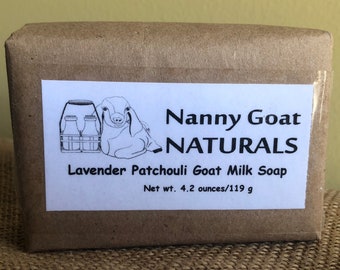 Nanny Goat
NATURALS
Lavender Patchouli Goat Milk Soap
Net wt. 4.2 ounces/119 g